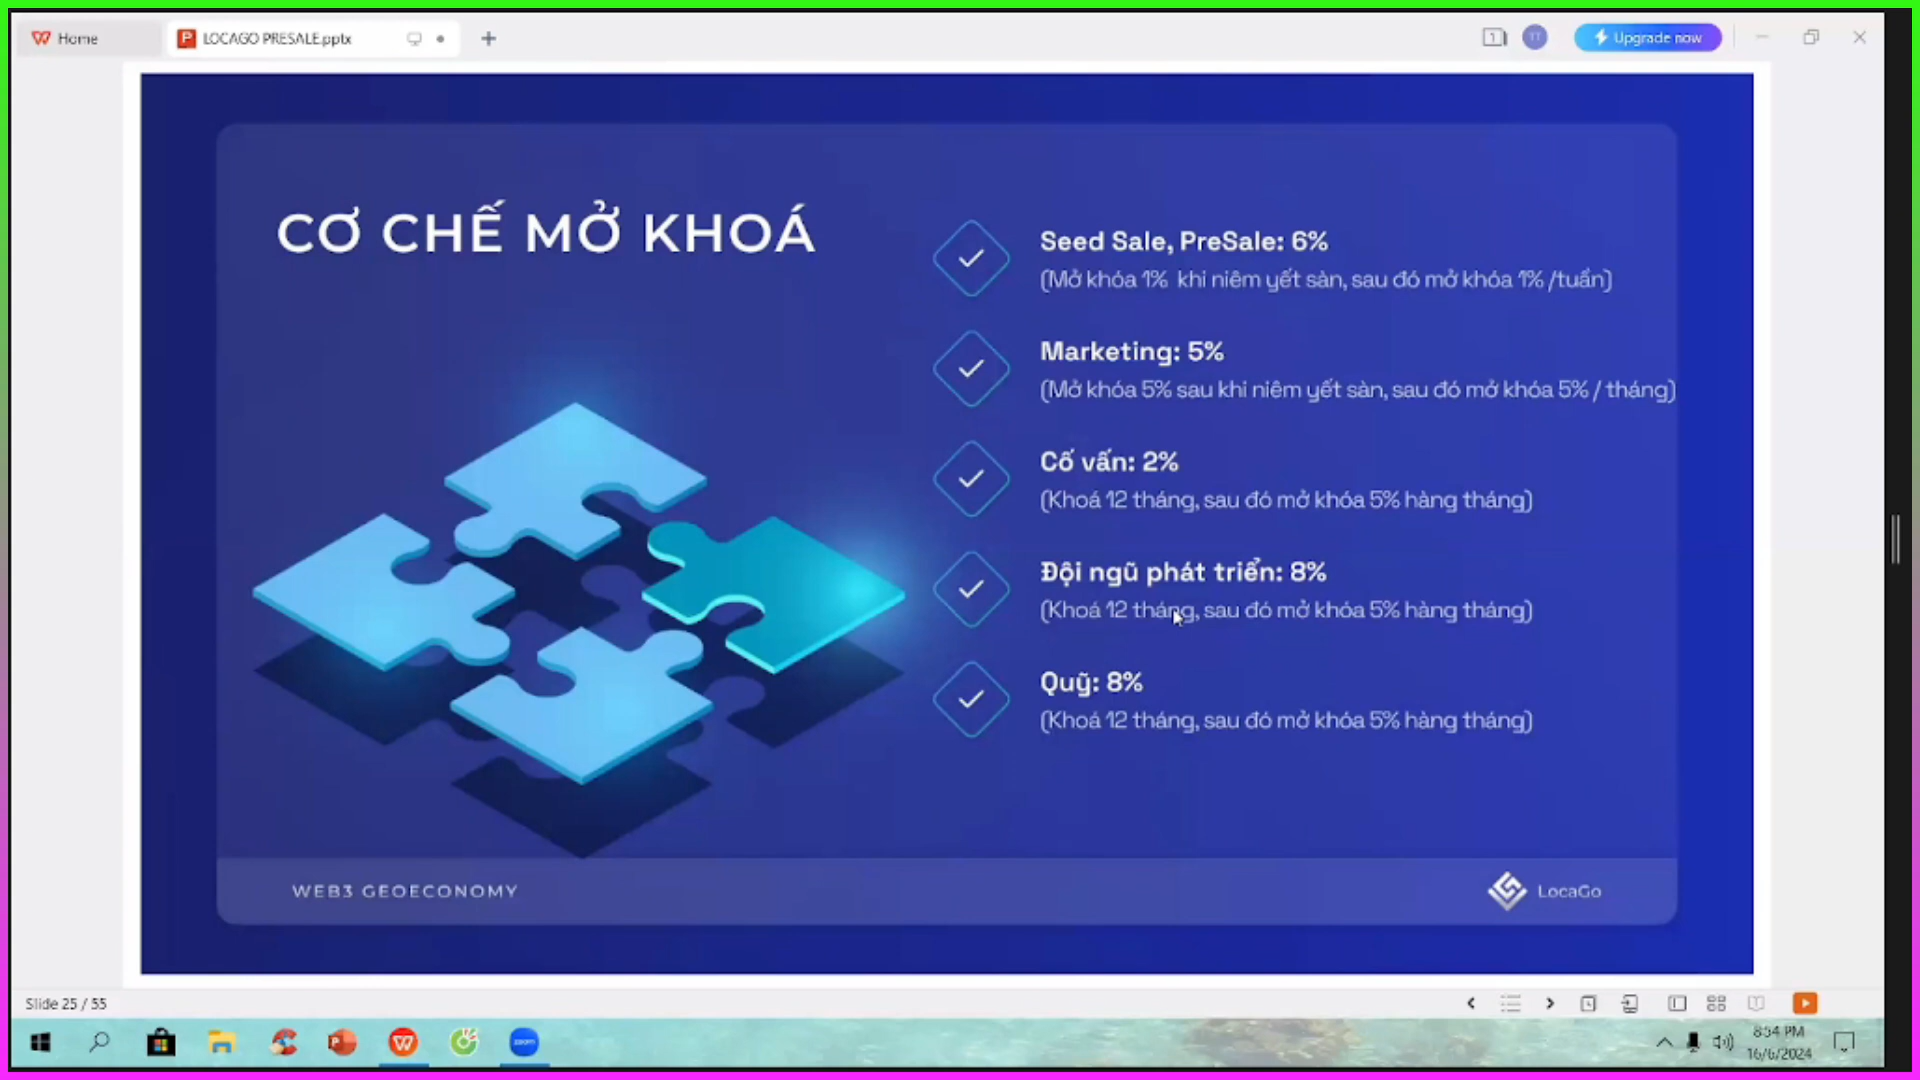 Home
LOCAGO PRESALE.pptx
Upgrade now
CƠ CHẾ MỞ KHOÁ
Seed Sale, PreSale: 6%
(Mở khóa 1% khi niêm yết sàn, sau đó mở khóa 1% /tuần)
Marketing: 5%
(Mở khóa 5% sau khi niêm yết sàn, sau đó mở khóa 5% / tháng)
Cố vấn: 2%
(Khoá 12 tháng, sau đó mở khóa 5% hàng tháng)
Đội ngũ phát triển: 8%
(Khoá 12 tháng, sau đó mở khóa 5% hàng tháng)
Quỹ: 8%
(Khoá 12 tháng, sau đó mở khóa 5% hàng tháng)
WEB3 GEOECONOMY
LocaGo
Slide 25 / 55
zoom
8:54 PM
16/6/2024